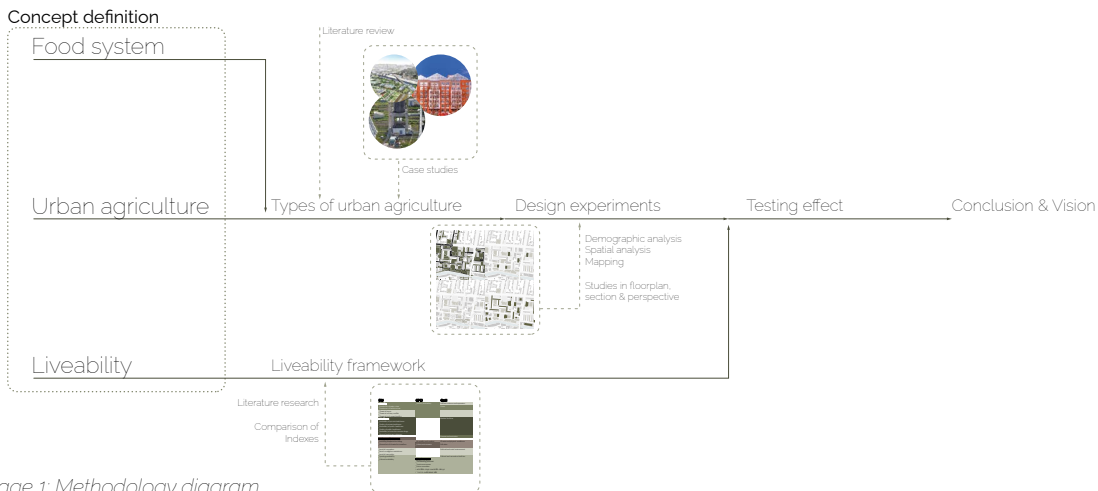 Concept definition
Food system
Literature review
Case studies
Urban agriculture
Types of urban agriculture
Design experiments
Testing effect
Conclusion & Vision
Demographic analysis
Spatial analysis
Mapping
Studies in floorplan,
section & perspective
Liveability
Liveability framework
Literature research
Comparison of
Indexes
age 1: Methodology diagram